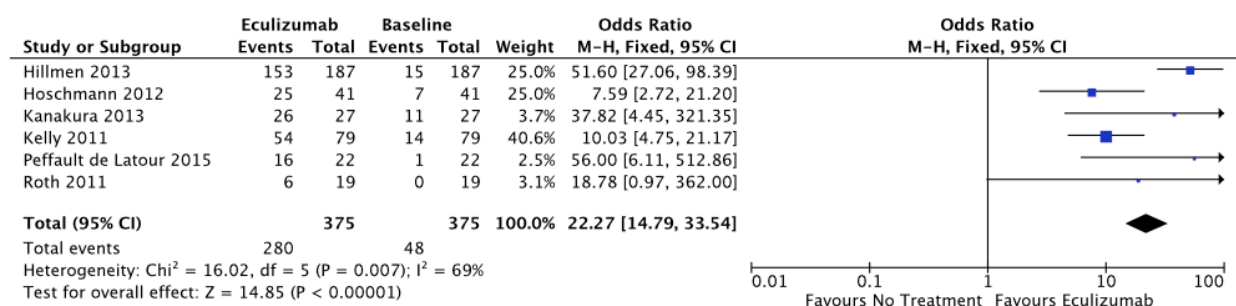 Eculizumab Baseline Odds Ratio Odds Ratio
Study or Subgroup Events Total Events Total Weight M-H, Fixed, 95% CI M-H, Fixed, 95% CI
Hillmen 2013 153 187 15 187 25.0% 51.60 [27.06, 98.39]
Hoschmann 2012 25 41 7 41 25.0% 7.59 [2.72, 21.20]
Kanakura 2013 26 27 11 27 3.7% 37.82 [4.45, 321.35]
Kelly 2011 54 79 14 79 40.6% 10.03 [4.75, 21.17]
Peffault de Latour 2015 16 22 1 22 2.5% 56.00 [6.11, 512.86]
Roth 2011 6 19 0 19 3.1% 18.78 [0.97, 362.00]
Total (95% CI) 375 375 100.0% 22.27 [14.79, 33.54]
Total events 280 48
Heterogeneity: Chi² = 16.02, df = 5 (P = 0.007); I² = 69%
Test for overall effect: Z = 14.85 (P < 0.00001)
0.01 0.1 1 10 100
Favours No Treatment Favours Eculizumab